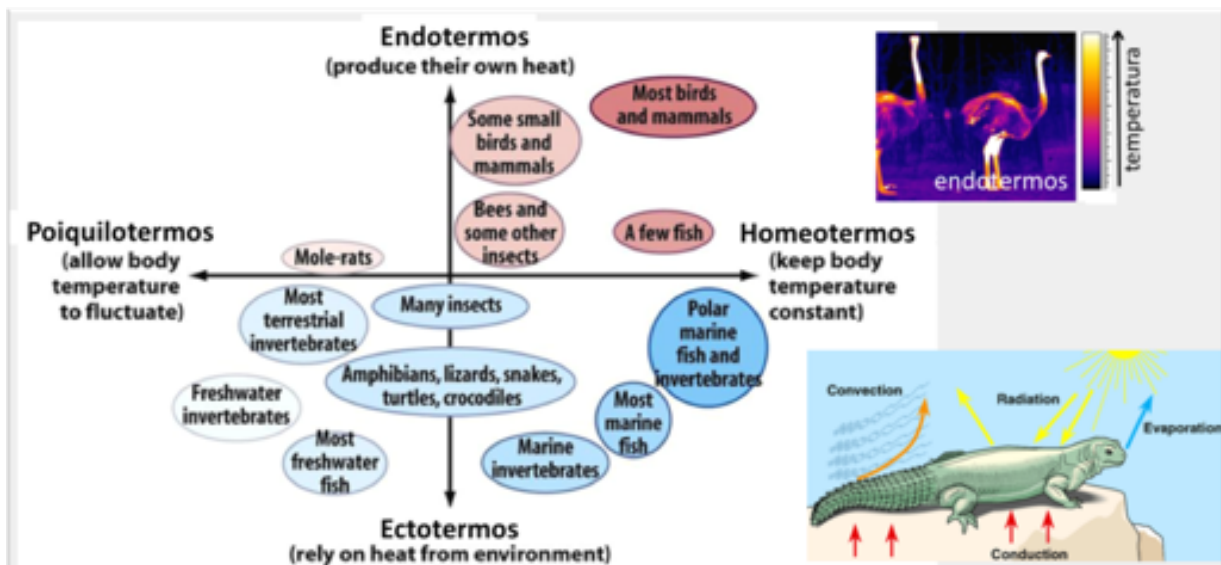 Endotermos
(produce their own heat)
Most birds
and mammals
Some small
birds and
mammals
Bees and
some other
insects
A few fish
Poiquilotermos
(allow body
temperature
to fluctuate)
Mole-rats
Homeotermos
(keep body
temperature
constant)
Most
terrestrial
invertebrates
Many insects
Polar
marine
fish and
invertebrates
Amphibians, lizards, snakes,
turtles, crocodiles
Freshwater
invertebrates
Most
marine
fish
Most
freshwater
fish
Marine
invertebrates
Ectotermos
(rely on heat from environment)
endotermos
temperatura
Convection
Radiation
Evaporation
Conduction